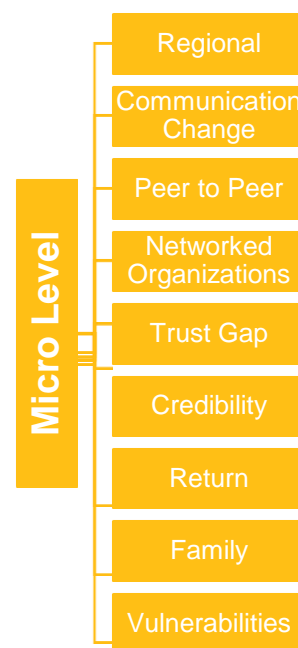 Micro Level
Regional
Communication
Change
Peer to Peer
Networked
Organizations
Trust Gap
Credibility
Return
Family
Vulnerabilities